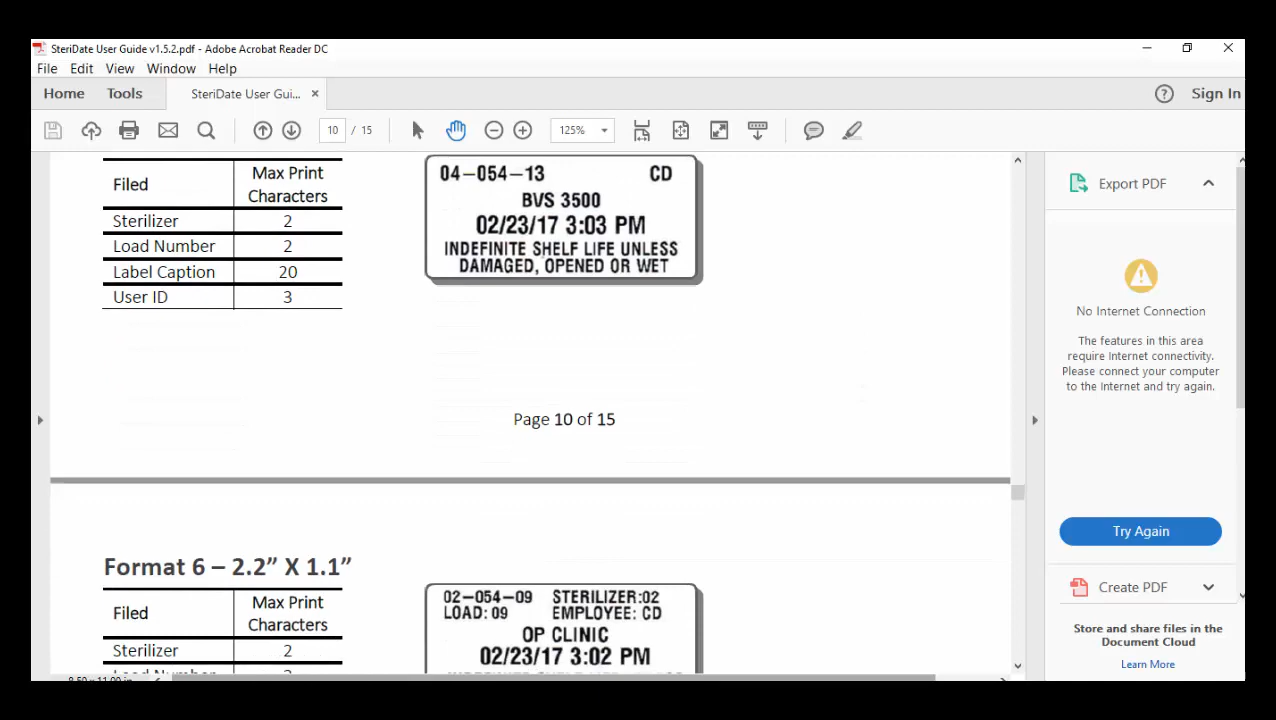 SteriDate User Guide v1.5.2.pdf - Adobe Acrobat Reader DC
File Edit View Window Help
Home Tools SteriDate User Gui... × Sign In
10 / 15 125%
Filed Max Print Characters
Sterilizer 2
Load Number 2
Label Caption 20
User ID 3
04-054-13 CD
BVS 3500
02/23/17 3:03 PM
INDEFINITE SHELF LIFE UNLESS
DAMAGED, OPENED OR WET
Page 10 of 15
Format 6 – 2.2” X 1.1”
Filed Max Print Characters
Sterilizer 2
02-054-09 STERILIZER:02
LOAD: 09 EMPLOYEE: CD
OP CLINIC
02/23/17 3:02 PM
Export PDF
No Internet Connection
The features in this area
require Internet connectivity.
Please connect your computer
to the Internet and try again.
Try Again
Create PDF
Store and share files in the
Document Cloud
Learn More